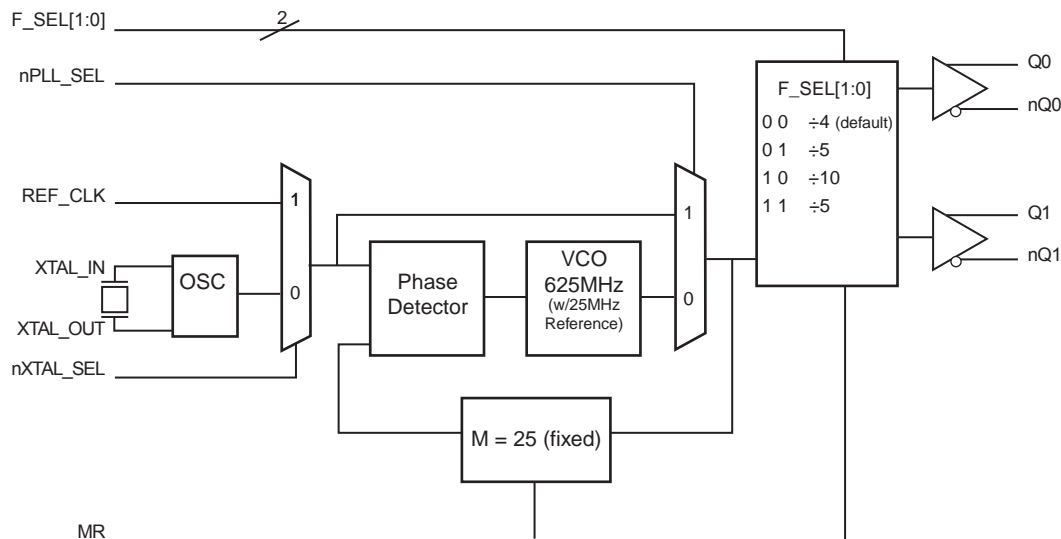 F_SEL[1:0]
2
nPLL_SEL
REF_CLK
XTAL_IN
XTAL_OUT
nXTAL_SEL
MR
OSC
1
0
Phase
Detector
VCO
625MHz
(w/25MHz
Reference)
1
0
M = 25 (fixed)
F_SEL[1:0]
0 0 ÷4 (default)
0 1 ÷5
1 0 ÷10
1 1 ÷5
Q0
nQ0
Q1
nQ1